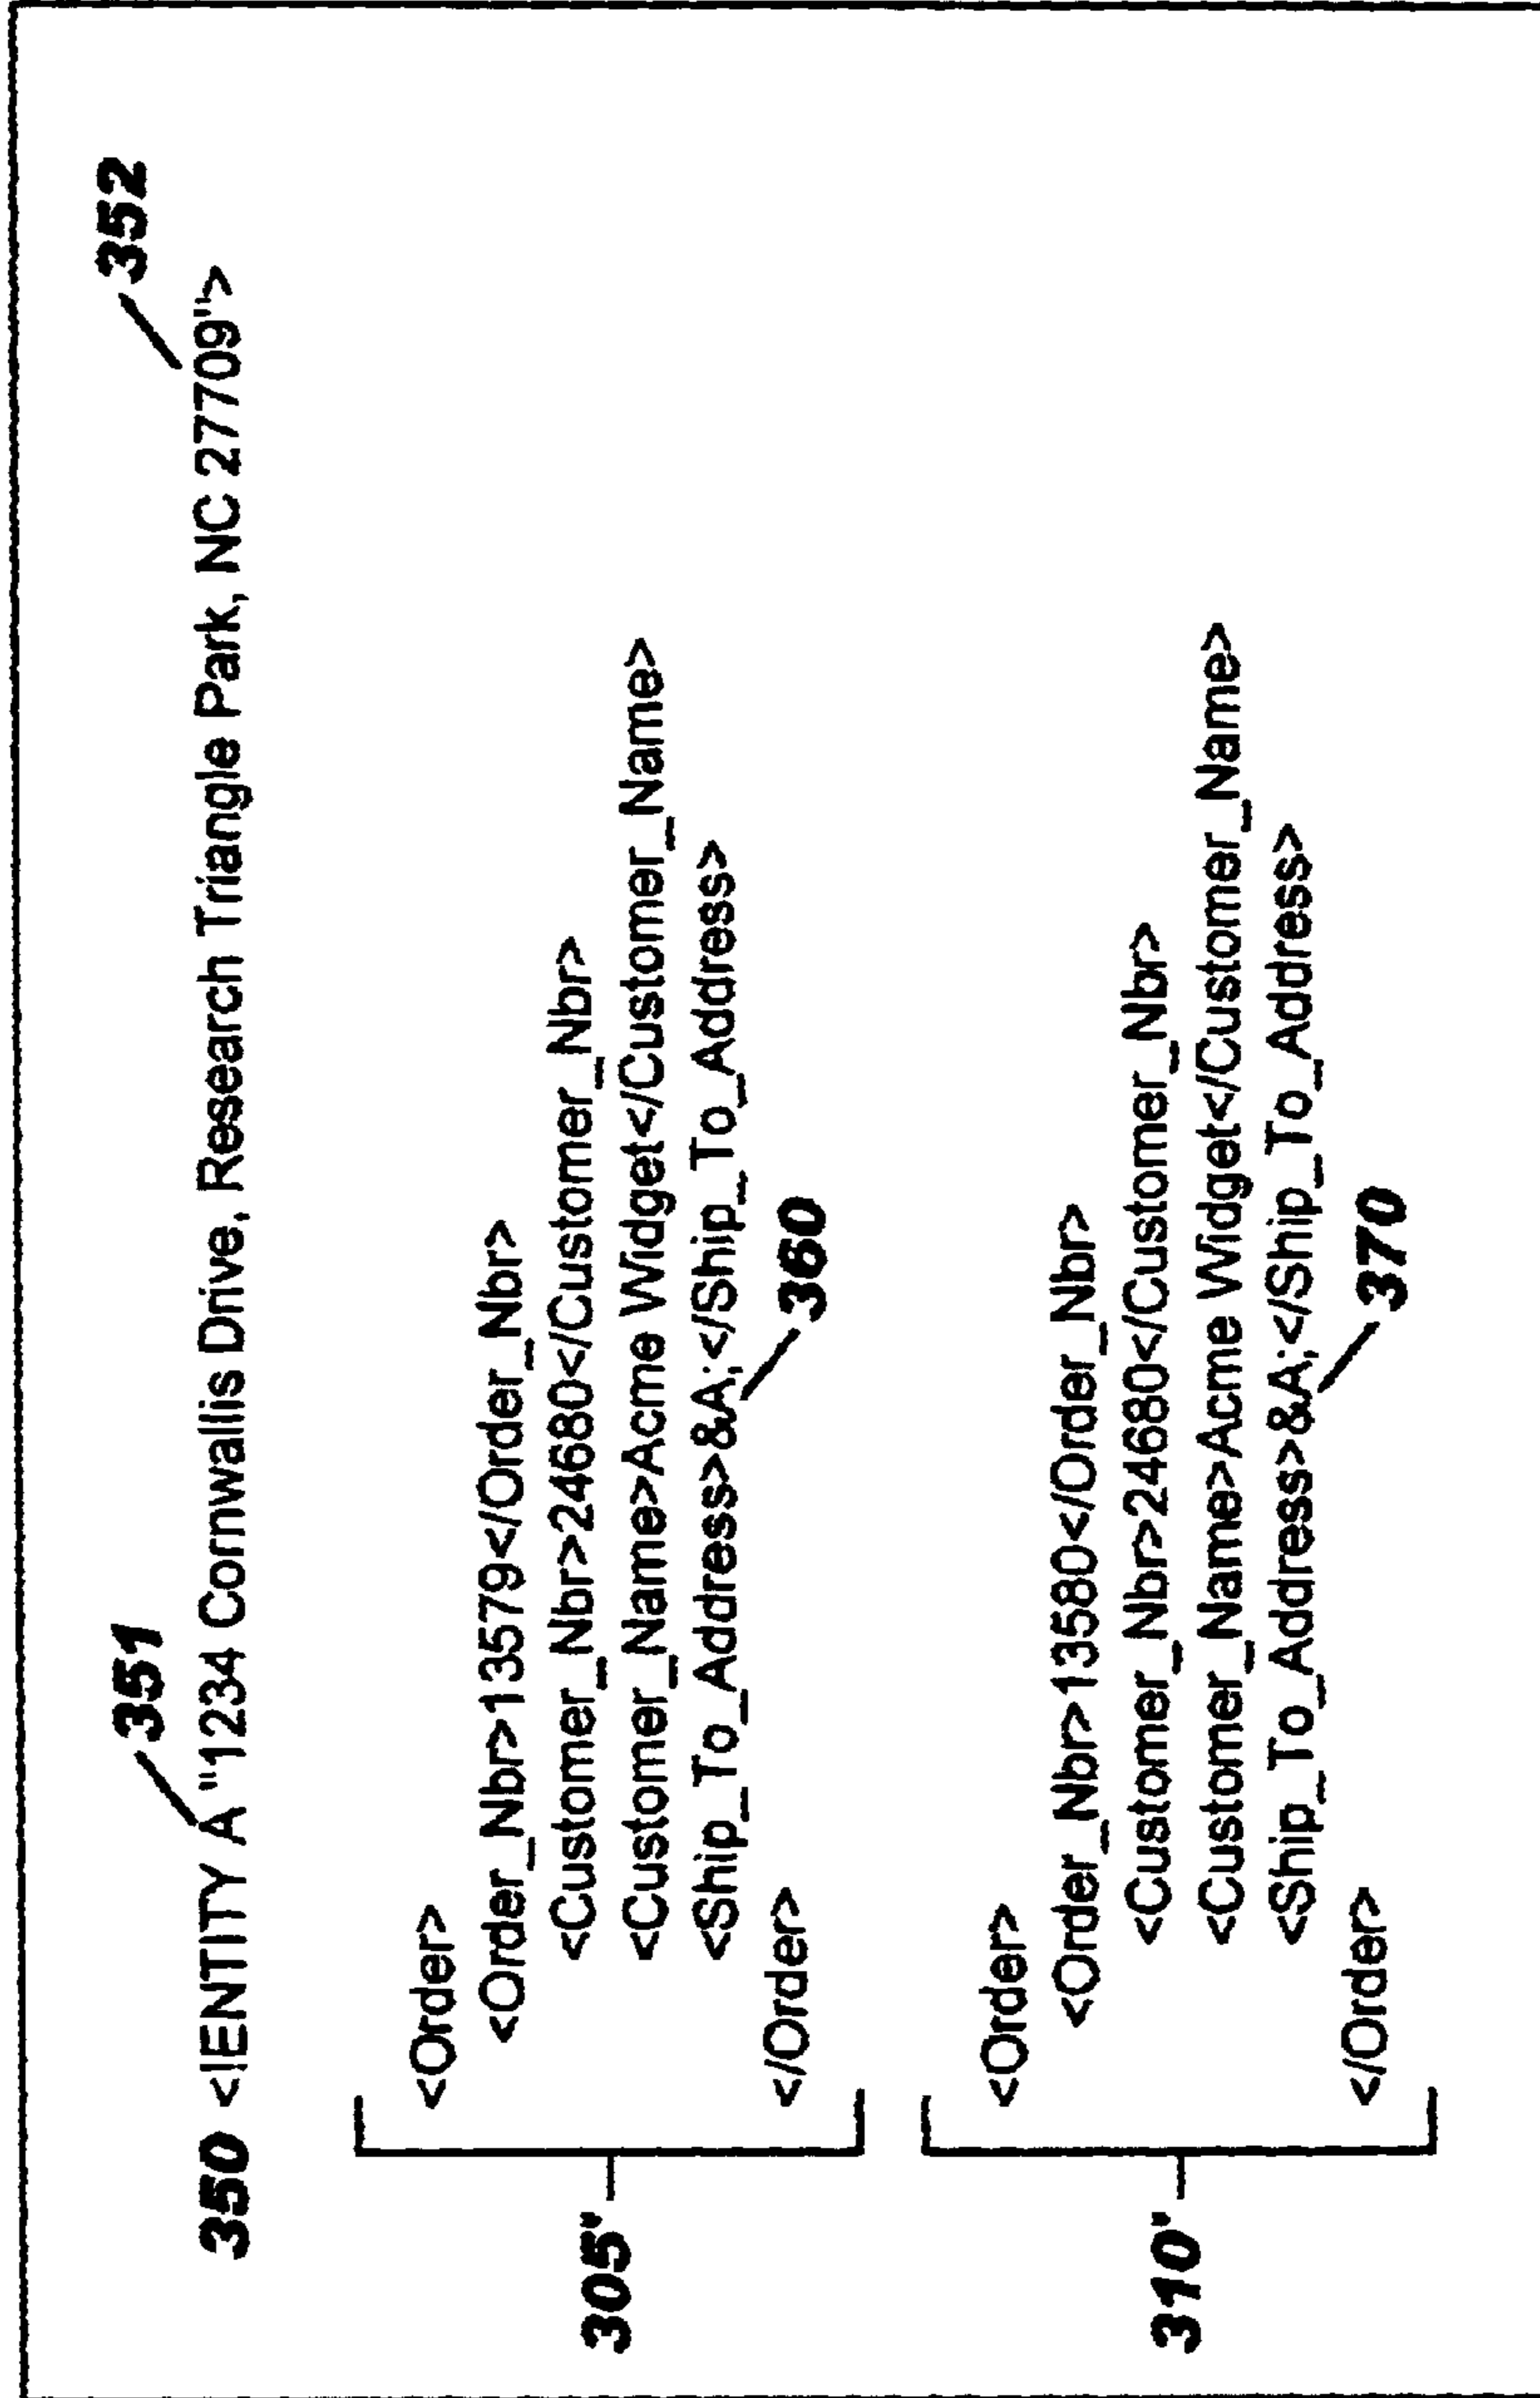 352
351
350 <!ENTITY A "1234 Cornwallis Drive, Research Triangle Park, NC 27709">
<Order>
<Order_Nbr>13579</Order_Nbr>
<Customer_Nbr>24680</Customer_Nbr>
305'
<Customer_Name>Acme Widget</Customer_Name>
<Ship_To_Address>&A;</Ship_To_Address>
360
</Order>
<Order>
<Order_Nbr>13580</Order_Nbr>
<Customer_Nbr>24680</Customer_Nbr>
310'
<Customer_Name>Acme Widget</Customer_Name>
<Ship_To_Address>&A;</Ship_To_Address>
370
</Order>